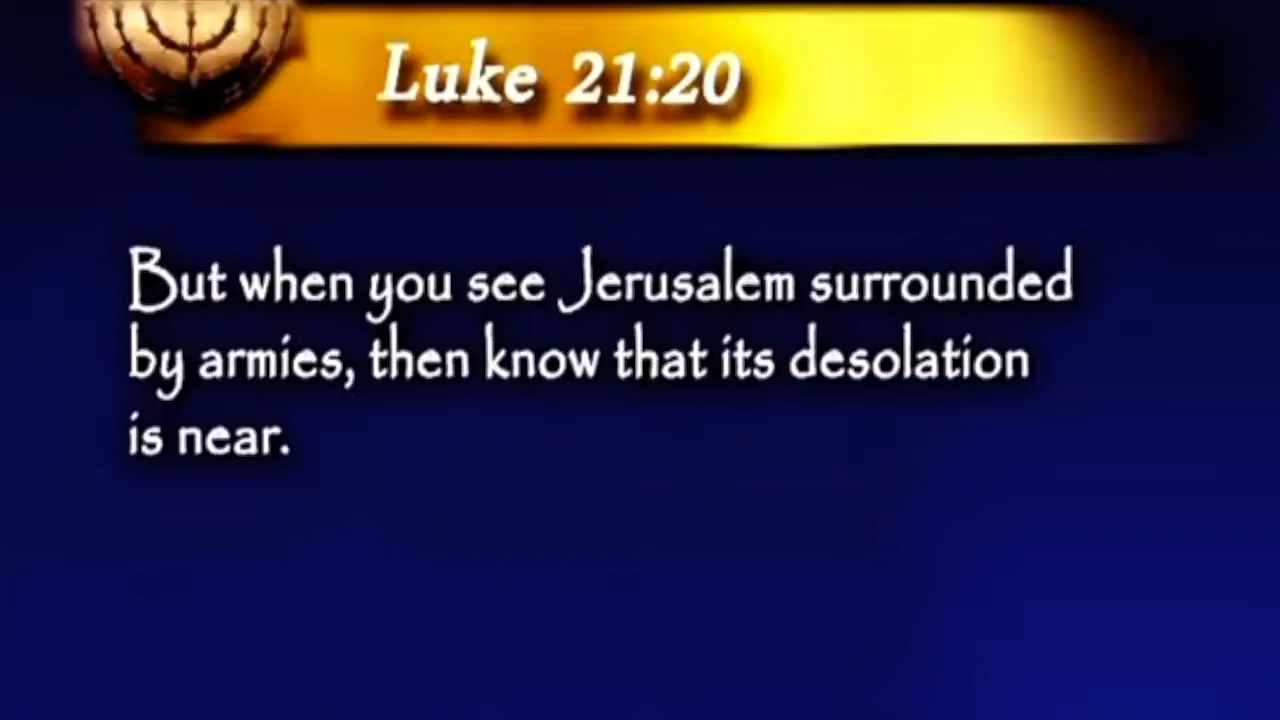 Luke 21:20
But when you see Jerusalem surrounded
by armies, then know that its desolation
is near.